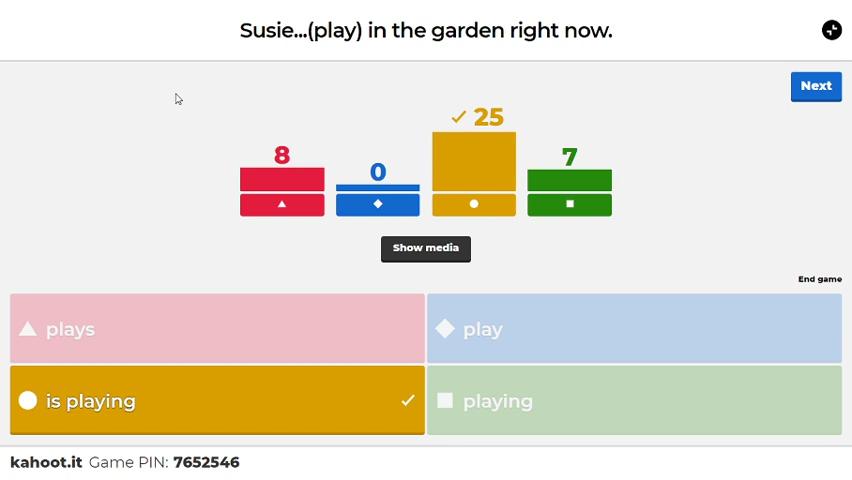 Susie...(play) in the garden right now.
Next
8
0
25
7
Show media
End game
plays
play
is playing
playing
kahoot.it Game PIN: 7652546